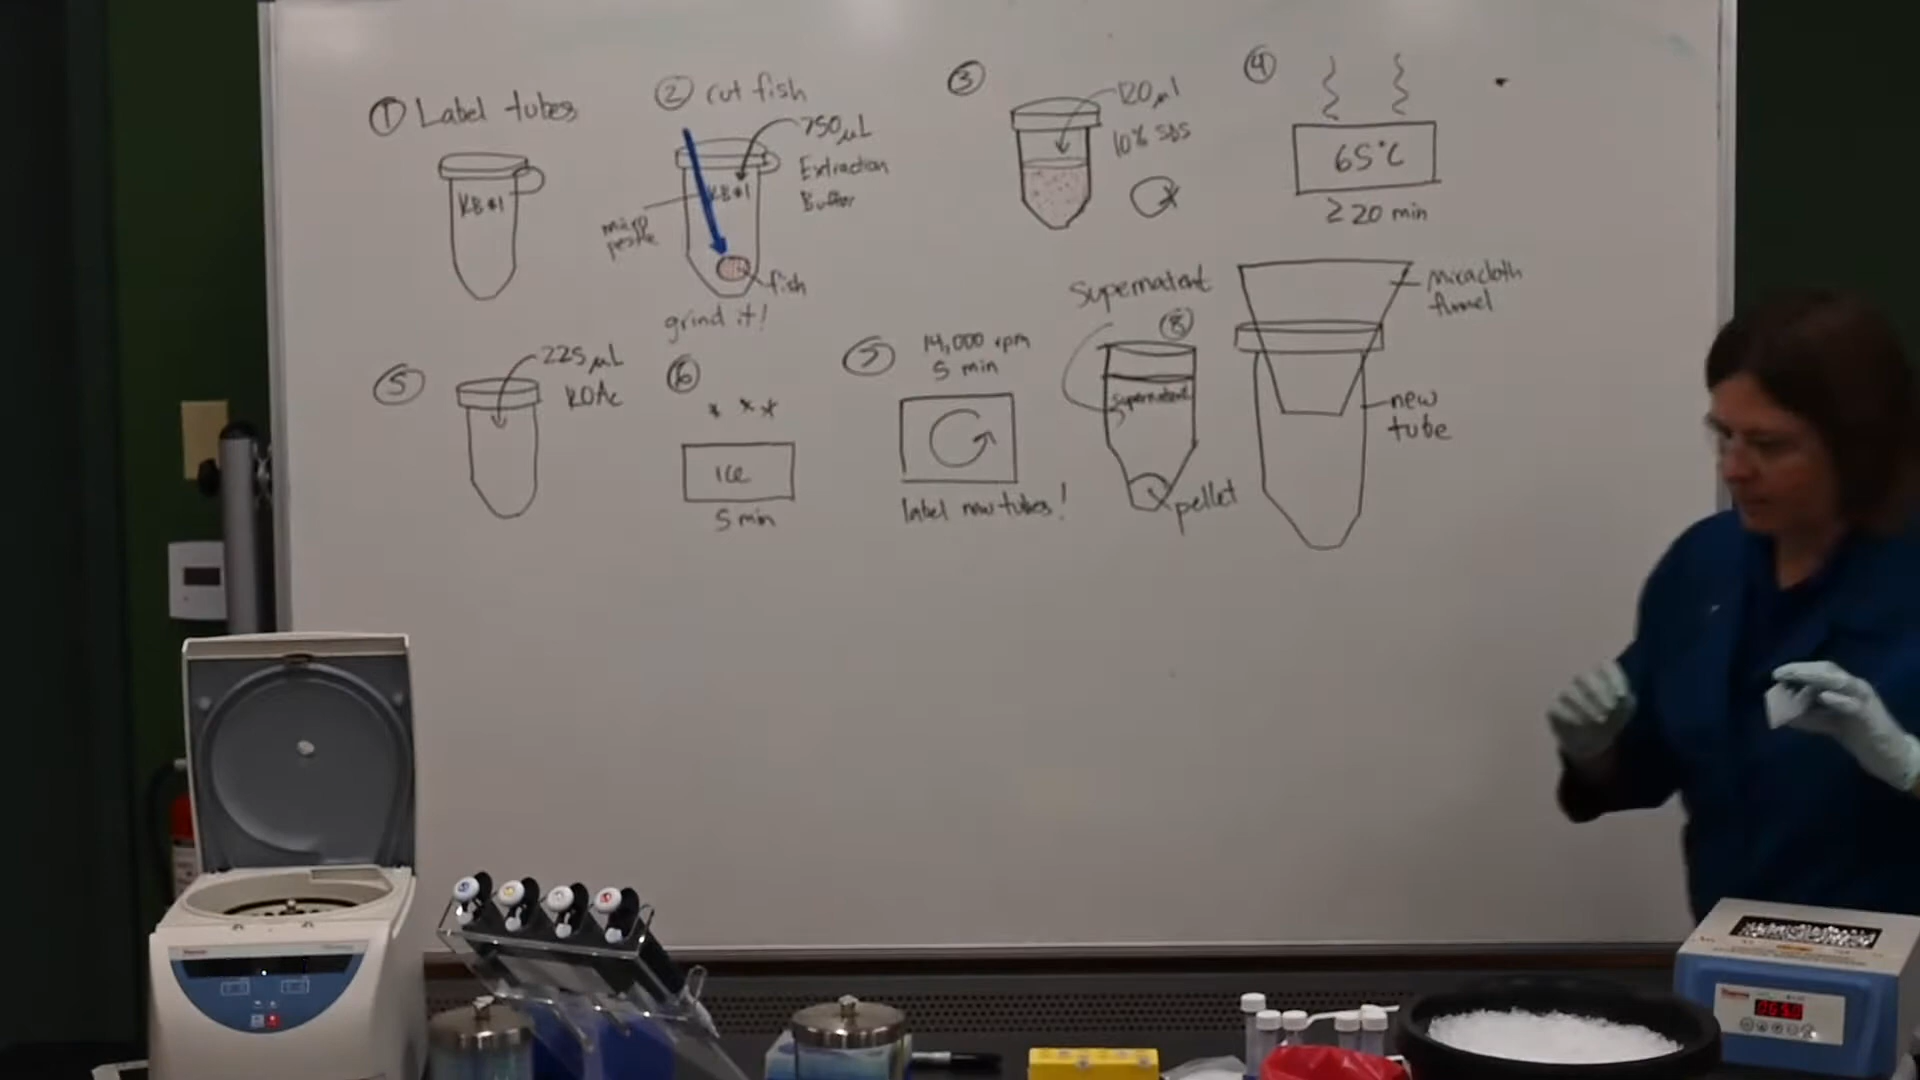 ① Label tubes
KB#1
② cut fish
750µL
Extraction
Buffer
KB#1
micro
pestle
fish
grind it!
③
120µl
10% SDS
④
65°C
≥20 min
⑤
225µL
KOAc
⑥
ICE
5 min
⑦
14,000 rpm
5 min
label new tubes!
Supernatent
⑧
supernatent
pellet
miracloth
funnel
new
tube